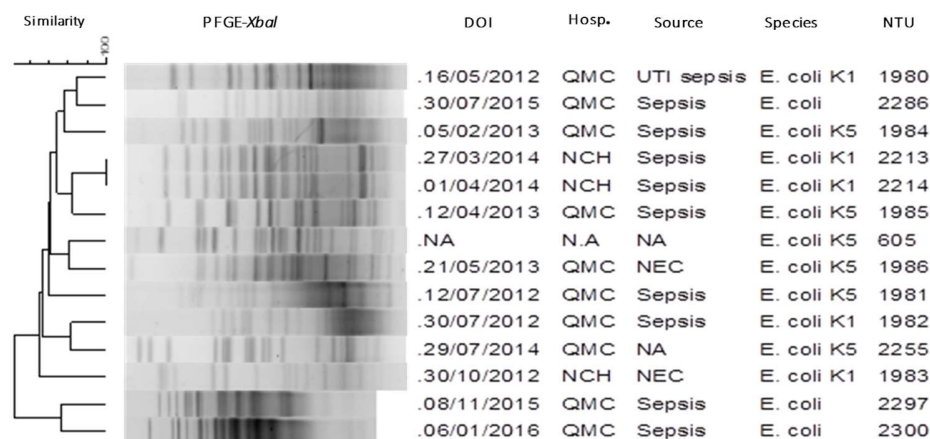 Similarity PFGE-XbaI DOI Hosp. Source Species NTU
100
.16/05/2012 QMC UTI sepsis E. coli K1 1980
.30/07/2015 QMC Sepsis E. coli 2286
.05/02/2013 QMC Sepsis E. coli K5 1984
.27/03/2014 NCH Sepsis E. coli K1 2213
.01/04/2014 NCH Sepsis E. coli K1 2214
.12/04/2013 QMC Sepsis E. coli K5 1985
.NA N.A NA E. coli K5 605
.21/05/2013 QMC NEC E. coli K5 1986
.12/07/2012 QMC Sepsis E. coli K5 1981
.30/07/2012 QMC Sepsis E. coli K1 1982
.29/07/2014 QMC NA E. coli K5 2255
.30/10/2012 NCH NEC E. coli K1 1983
.08/11/2015 QMC Sepsis E. coli 2297
.06/01/2016 QMC Sepsis E. coli 2300